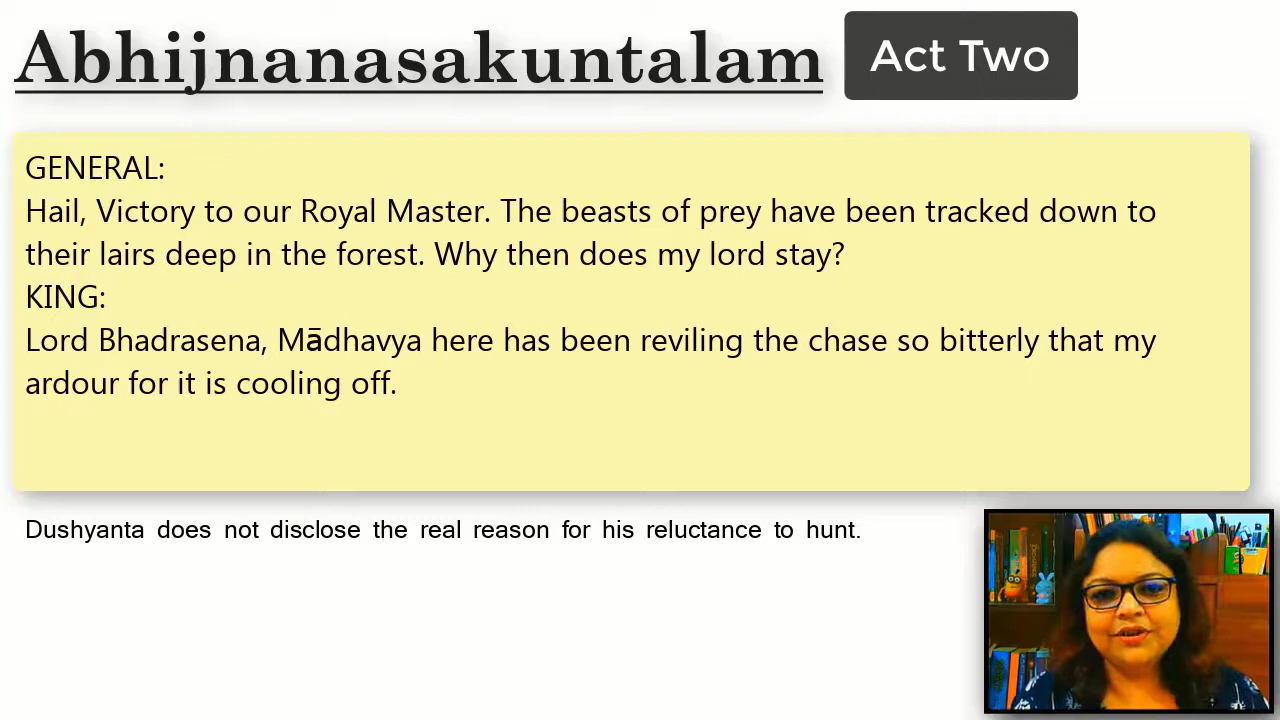 Abhijnanasakuntalam
Act Two
GENERAL:
Hail, Victory to our Royal Master. The beasts of prey have been tracked down to
their lairs deep in the forest. Why then does my lord stay?
KING:
Lord Bhadrasena, Mādhavya here has been reviling the chase so bitterly that my
ardour for it is cooling off.
Dushyanta does not disclose the real reason for his reluctance to hunt.